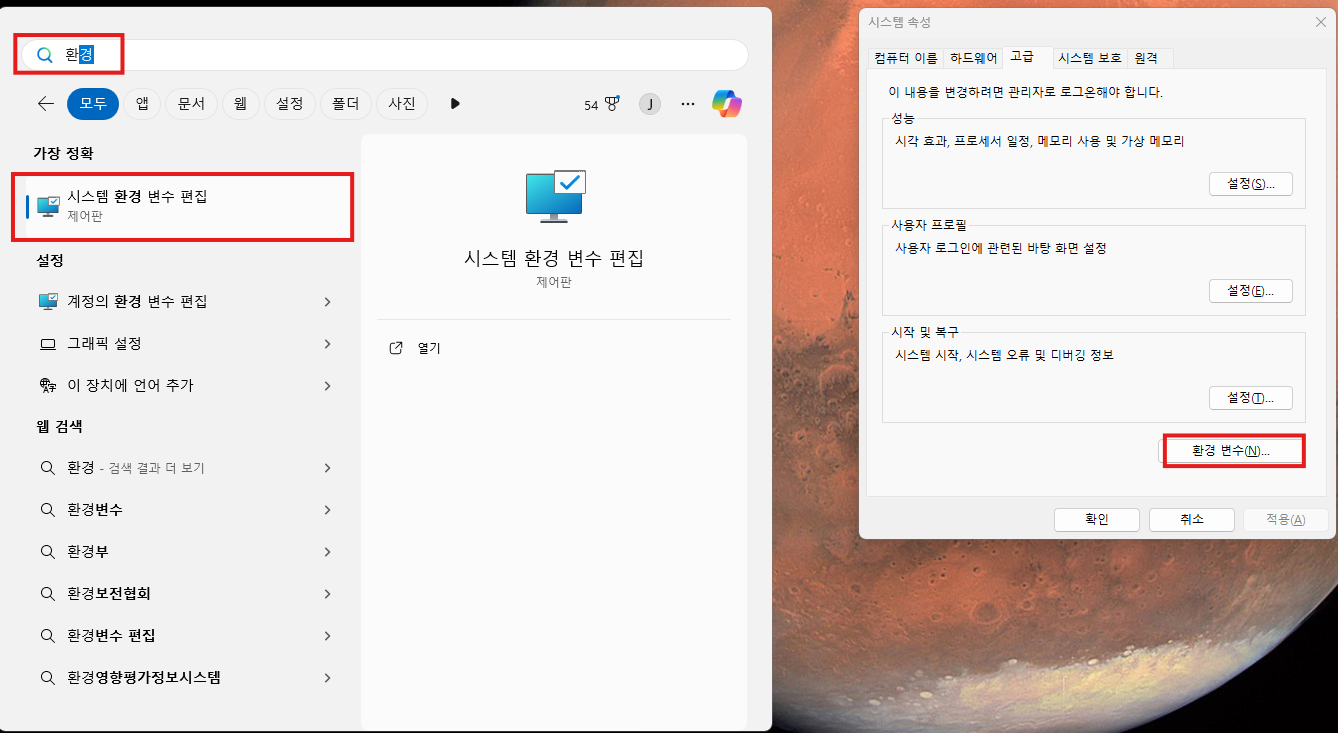 환경
모두 앱 문서 웹 설정 폴더 사진 54 J
가장 정확
시스템 환경 변수 편집
제어판
설정
계정의 환경 변수 편집
그래픽 설정
이 장치에 언어 추가
웹 검색
환경 - 검색 결과 더 보기
환경변수
환경부
환경보전협회
환경변수 편집
환경영향평가정보시스템
시스템 환경 변수 편집
제어판
열기
시스템 속성
컴퓨터 이름 하드웨어 고급 시스템 보호 원격
이 내용을 변경하려면 관리자로 로그온해야 합니다.
성능
시각 효과, 프로세서 일정, 메모리 사용 및 가상 메모리
설정(S)...
사용자 프로필
사용자 로그인에 관련된 바탕 화면 설정
설정(E)...
시작 및 복구
시스템 시작, 시스템 오류 및 디버깅 정보
설정(T)...
환경 변수(N)...
확인 취소 적용(A)